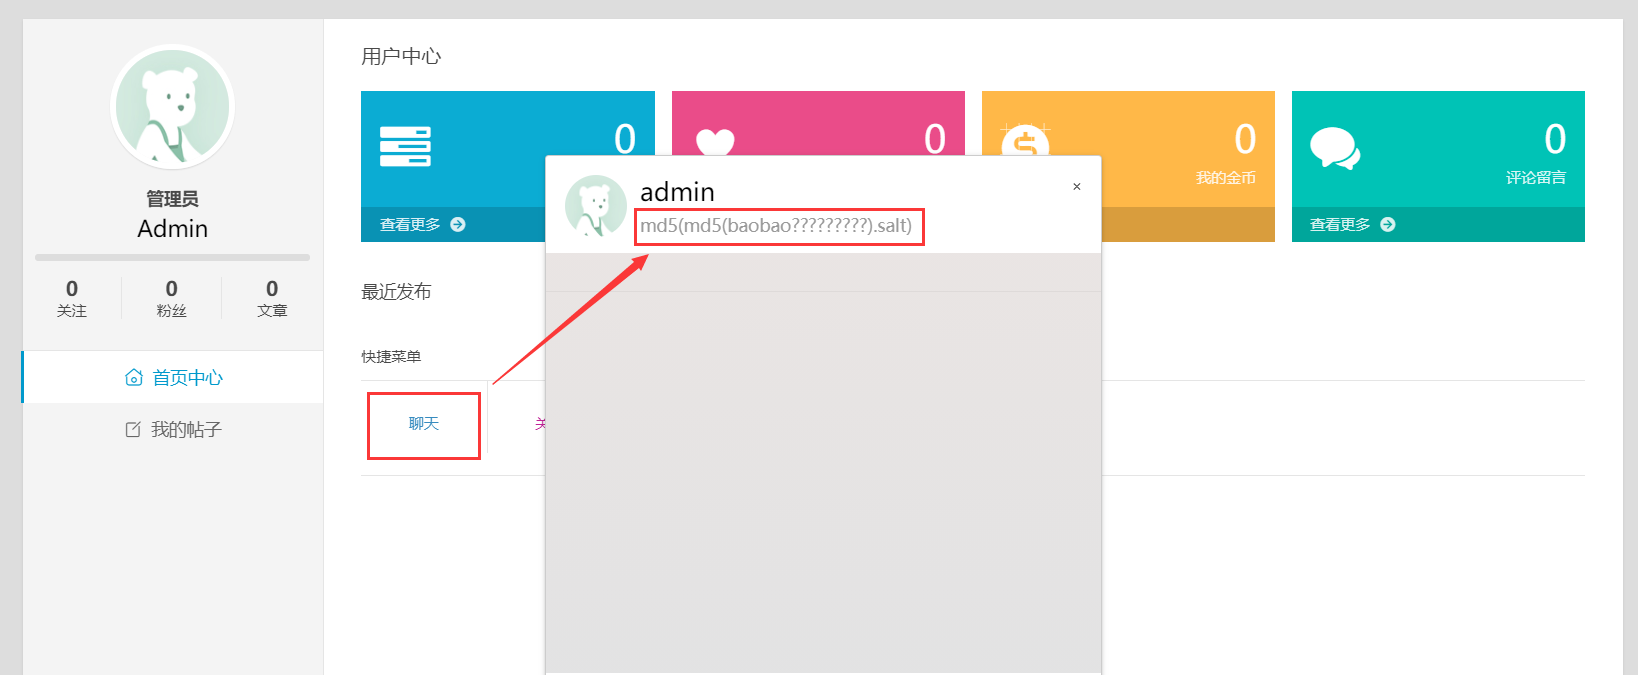 用户中心
管理员
Admin
0
关注
0
粉丝
0
文章
首页中心
我的帖子
0
查看更多
0
0
我的金币
0
评论留言
查看更多
最近发布
快捷菜单
聊天
admin
×
md5(md5(baobao?????????).salt)